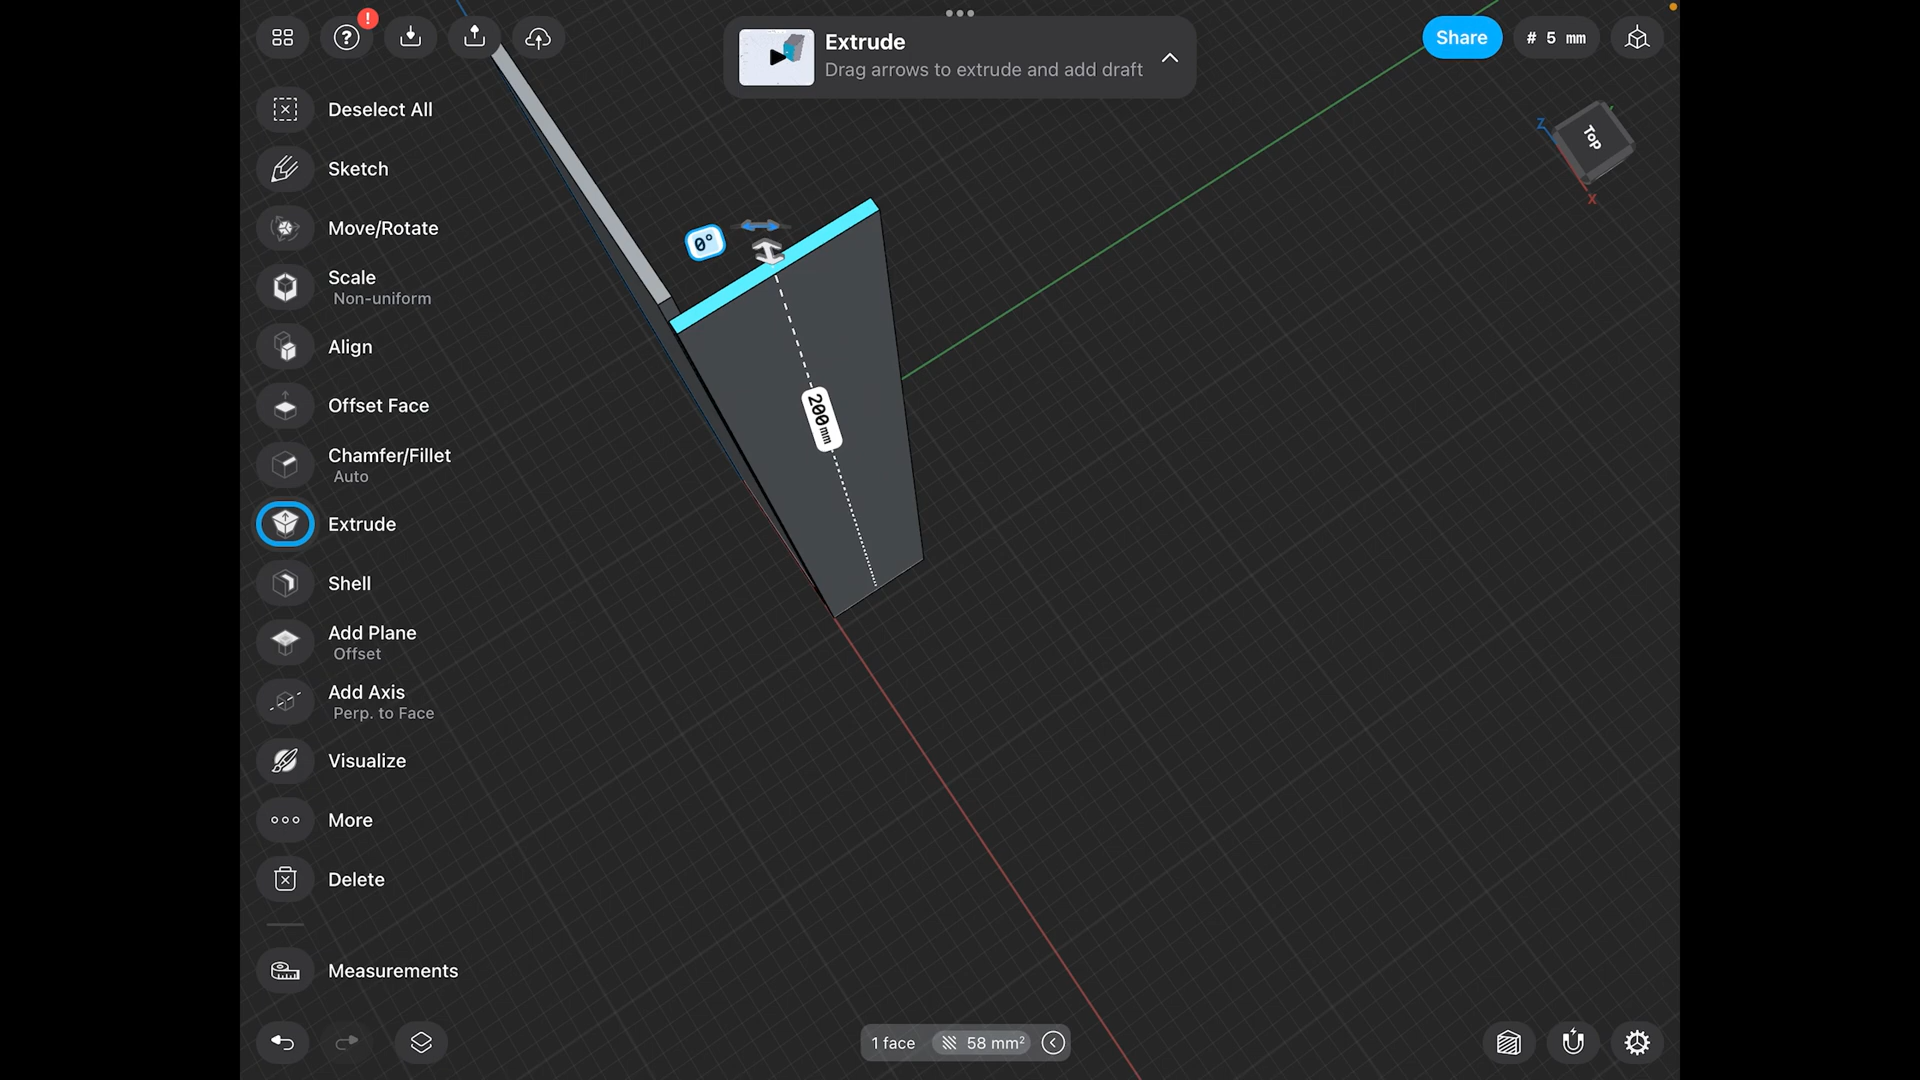 !
?
Extrude
Drag arrows to extrude and add draft
Share
# 5 mm
Deselect All
Z
Top
X
Sketch
Move/Rotate
0°
Scale
Non-uniform
Align
Offset Face
200mm
Chamfer/Fillet
Auto
Extrude
Shell
Add Plane
Offset
Add Axis
Perp. to Face
Visualize
More
Delete
Measurements
1 face
58 mm²